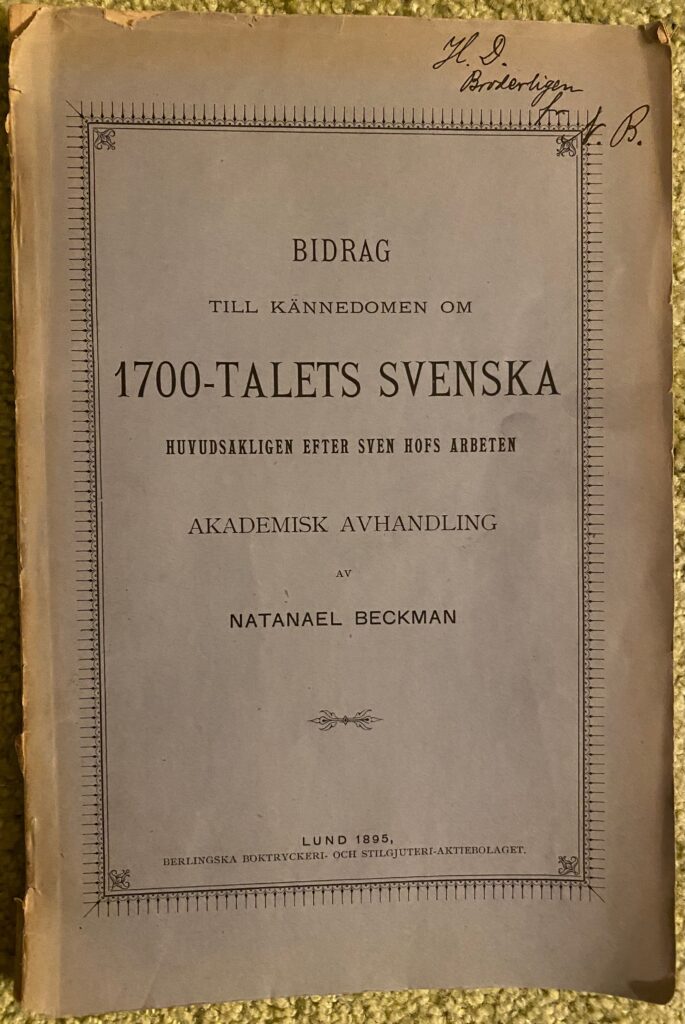 H. D.
Broderligen
fr.
N. B.
BIDRAG
TILL KÄNNEDOMEN OM
1700-TALETS SVENSKA
HUVUDSAKLIGEN EFTER SVEN HOFS ARBETEN
AKADEMISK AVHANDLING
AV
NATANAEL BECKMAN
LUND 1895,
BERLINGSKA BOKTRYCKERI- OCH STILGJUTERI-AKTIEBOLAGET.